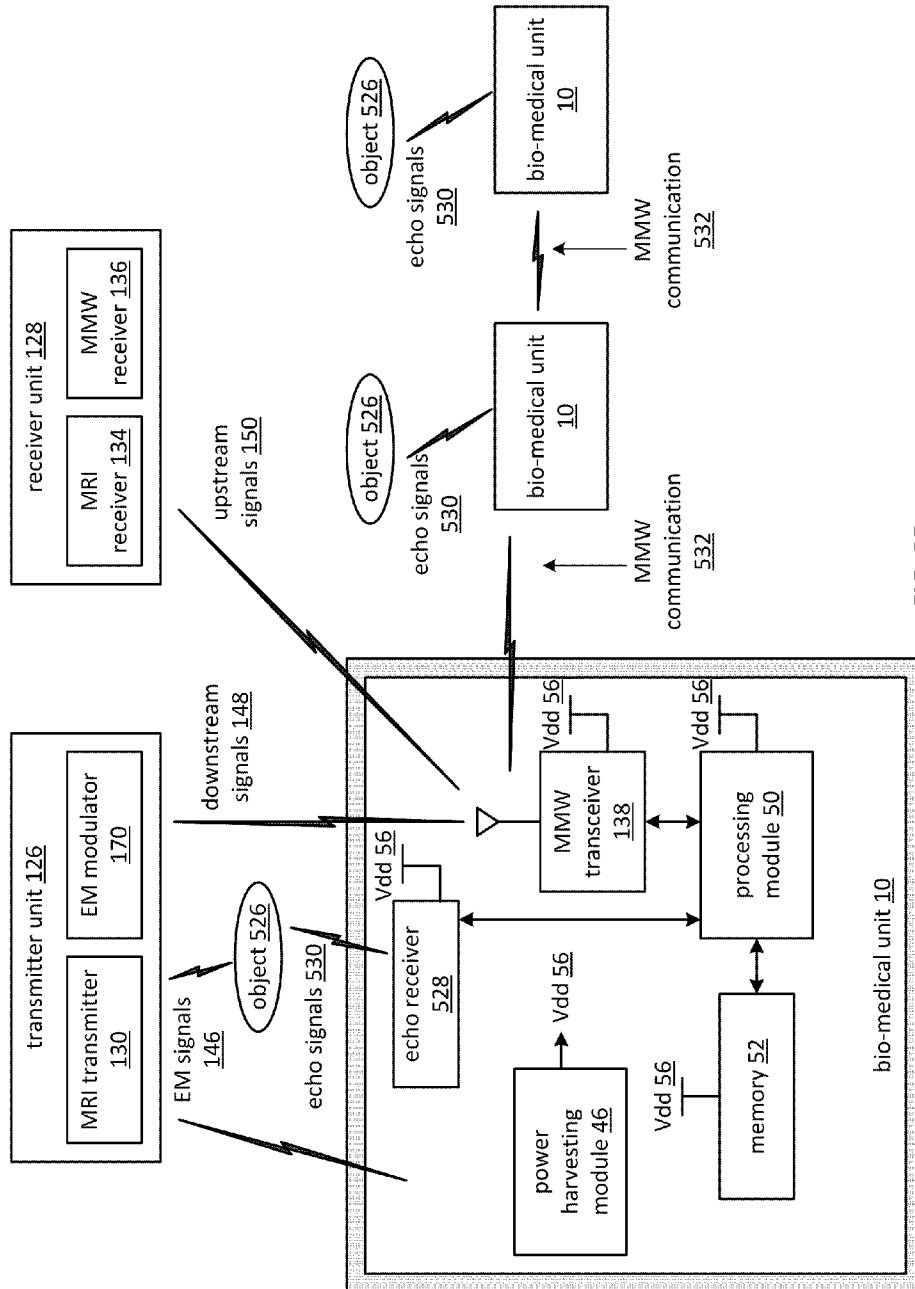 transmitter unit 126
MRI transmitter
130
EM modulator
170
receiver unit 128
MRI
receiver 134
MMW
receiver 136
EM signals
146
object 526
echo signals 530
downstream
signals 148
upstream
signals 150
echo receiver
528
Vdd 56
power
harvesting
module 46
Vdd 56
MMW
transceiver
138
Vdd 56
memory 52
Vdd 56
processing
module 50
Vdd 56
bio-medical unit 10
object 526
echo signals
530
bio-medical unit
10
MMW
communication
532
object 526
echo signals
530
bio-medical unit
10
MMW
communication
532